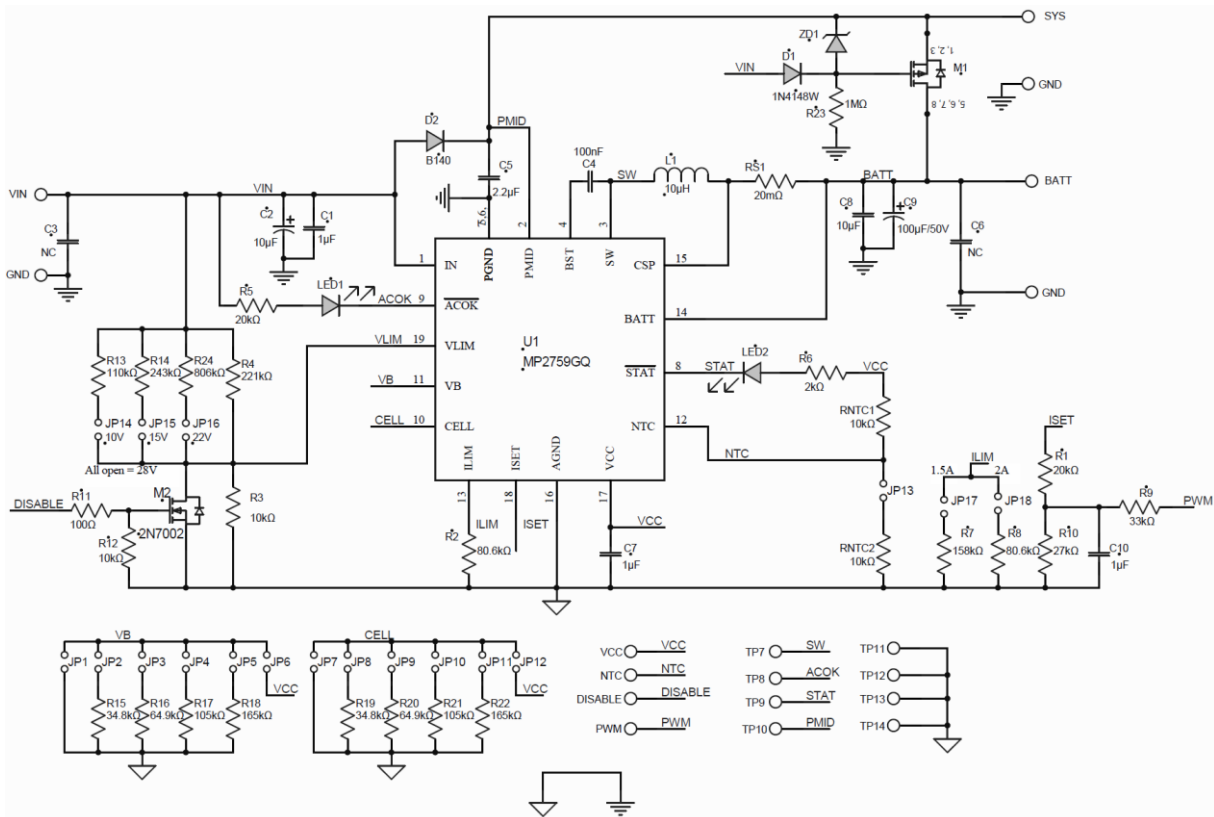 SYS
ZD1
1, 2, 3
D1
VIN
M1
1N4148W
GND
1MΩ
R23
5, 6, 7, 8
D2
PMID
B140
100nF
C4
L1
SW
10µH
RS1
20mΩ
BATT
BATT
C5
2.2µF
VIN
VIN
C3
NC
C2
10µF
C1
1µF
C8
10µF
C9
100µF/50V
C6
NC
2
4
3
PGND
PMID
BST
SW
GND
1
IN
CSP
15
GND
R5
20kΩ
LED1
ACOK
9
ACOK
BATT
14
U1
MP2759GQ
VLIM
19
VLIM
R13
110kΩ
R14
243kΩ
R24
806kΩ
R4
221kΩ
STAT
8
STAT
LED2
R6
2kΩ
VCC
VB
11
VB
RNTC1
10kΩ
JP14
10V
JP15
15V
JP16
22V
CELL
10
CELL
NTC
12
NTC
ISET
R1
20kΩ
All open = 28V
ILIM
ISET
AGND
VCC
1.5A
ILIM
2A
JP13
JP17
JP18
R9
33kΩ
PWM
M2
DISABLE
R11
100Ω
2N7002
R12
10kΩ
R3
10kΩ
13
18
16
17
ILIM
ISET
VCC
R2
80.6kΩ
C7
1µF
RNTC2
10kΩ
R7
158kΩ
R8
80.6kΩ
R10
27kΩ
C10
1µF
VB
JP1
JP2
JP3
JP4
JP5
JP6
VCC
R15
34.8kΩ
R16
64.9kΩ
R17
105kΩ
R18
165kΩ
CELL
JP7
JP8
JP9
JP10
JP11
JP12
VCC
R19
34.8kΩ
R20
64.9kΩ
R21
105kΩ
R22
165kΩ
VCC
VCC
NTC
NTC
DISABLE
DISABLE
PWM
PWM
TP7
SW
TP8
ACOK
TP9
STAT
TP10
PMID
TP11
TP12
TP13
TP14